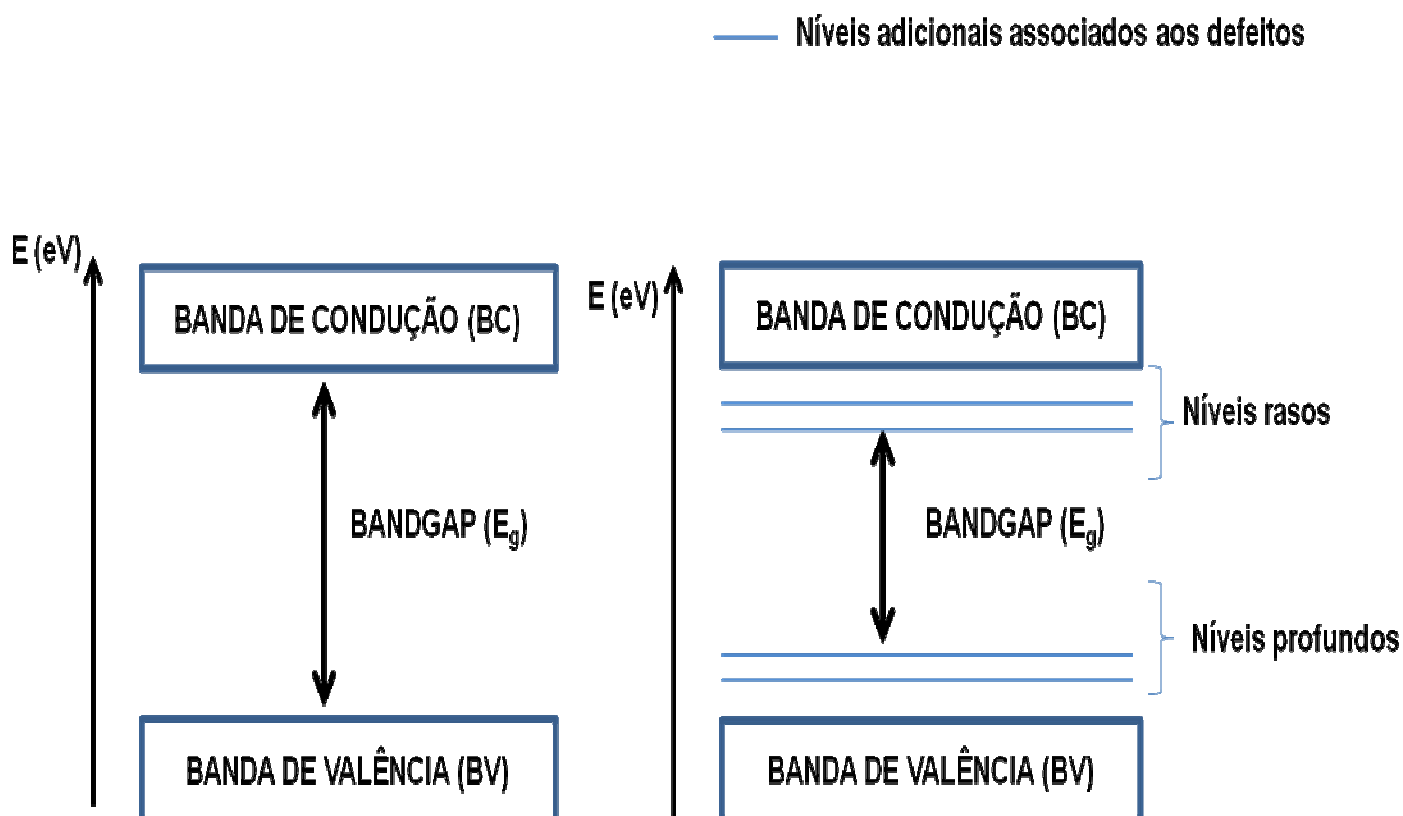 Níveis adicionais associados aos defeitos
E (eV)
BANDA DE CONDUÇÃO (BC)
BANDGAP (Eg)
BANDA DE VALÊNCIA (BV)
E (eV)
BANDA DE CONDUÇÃO (BC)
Níveis rasos
BANDGAP (Eg)
Níveis profundos
BANDA DE VALÊNCIA (BV)